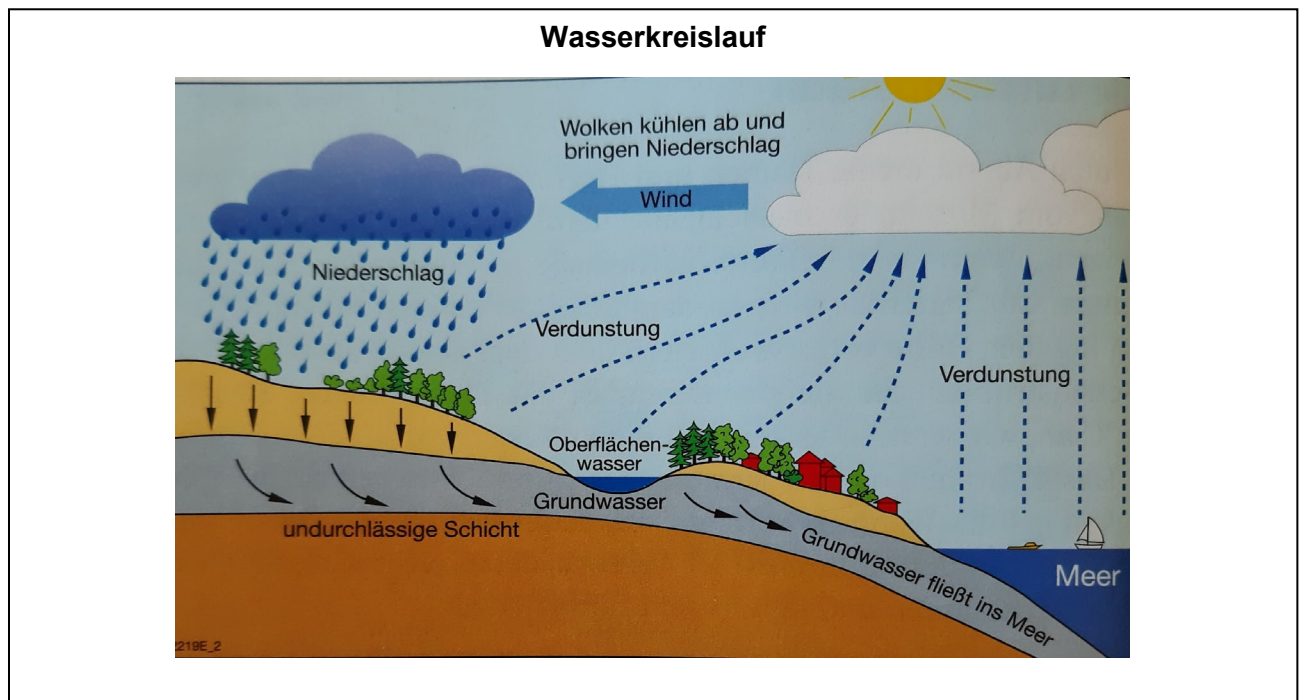 Wasserkreislauf
Wolken kühlen ab und
bringen Niederschlag
Wind
Niederschlag
Verdunstung
Verdunstung
Oberflächen-
wasser
Grundwasser
undurchlässige Schicht
Grundwasser fließt ins Meer
Meer
2219E_2